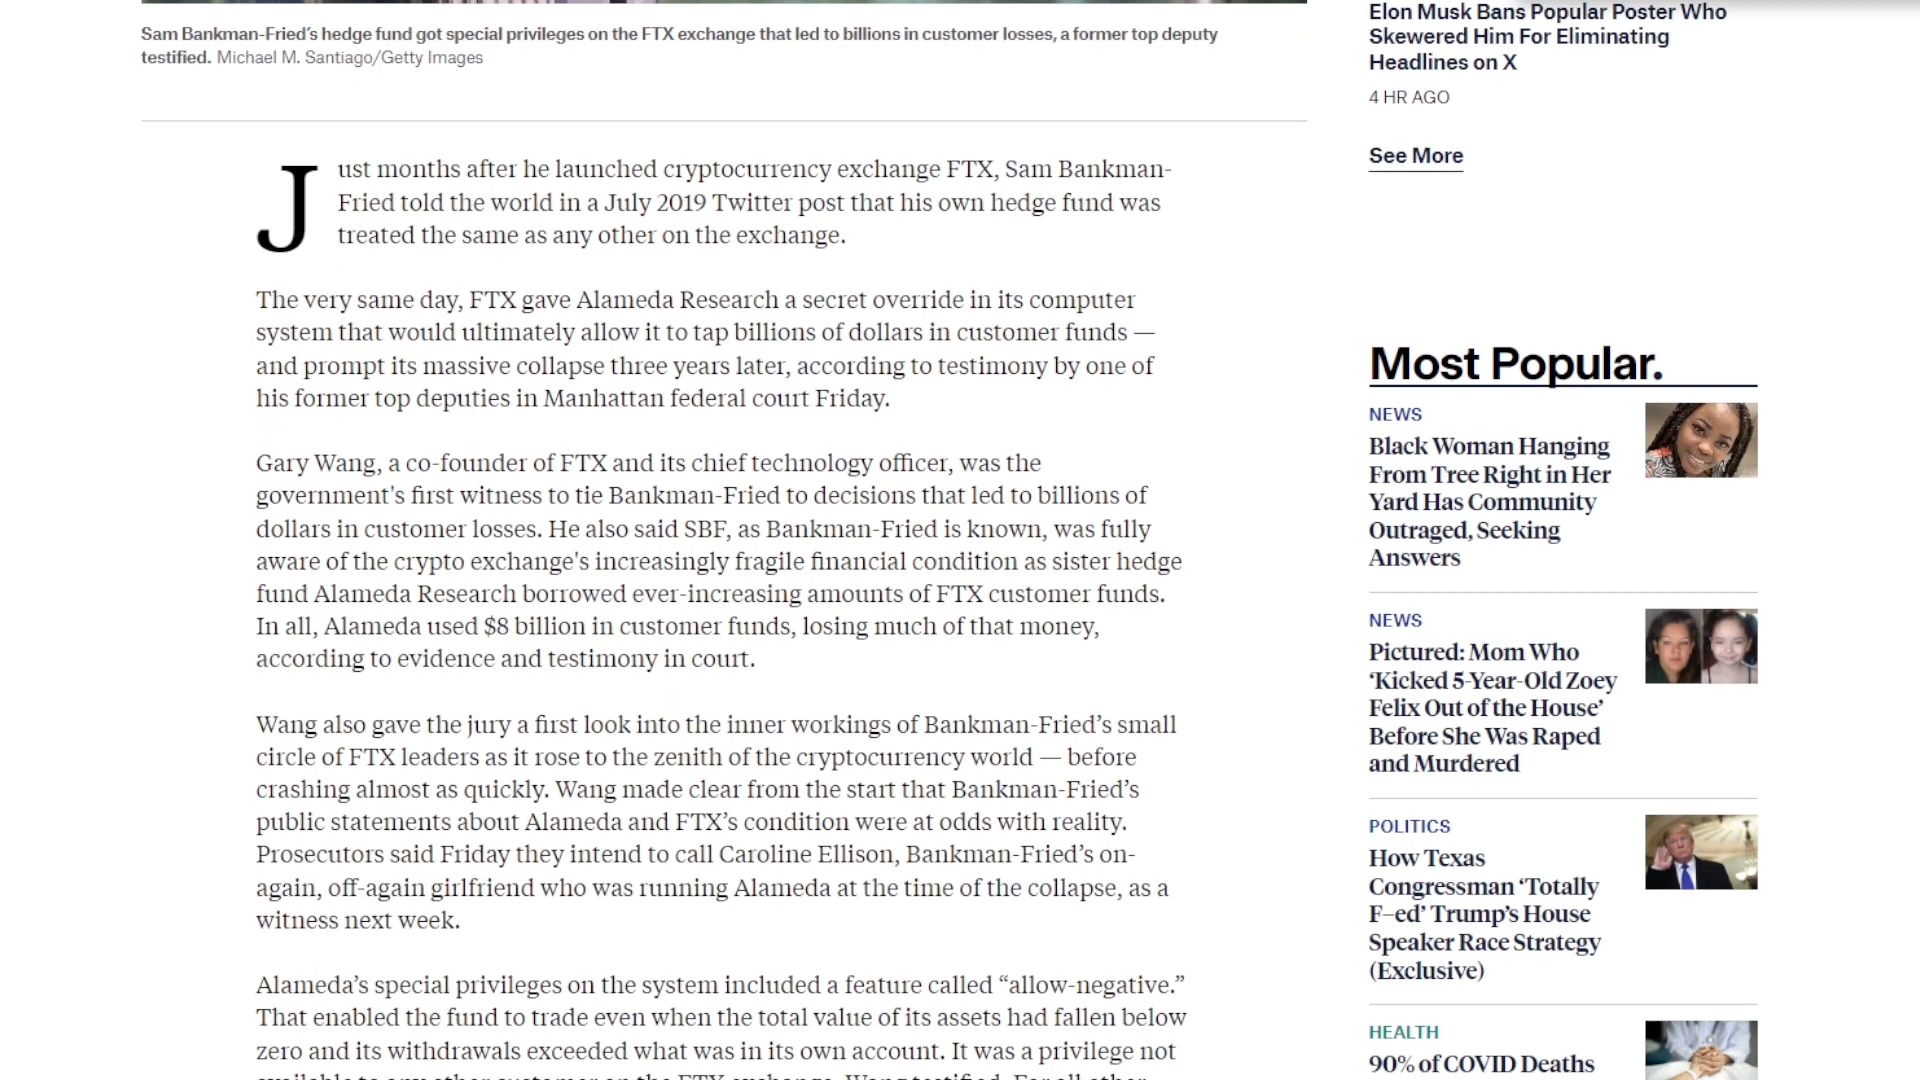 Sam Bankman-Fried’s hedge fund got special privileges on the FTX exchange that led to billions in customer losses, a former top deputy
testified. Michael M. Santiago/Getty Images
Just months after he launched cryptocurrency exchange FTX, Sam Bankman-
Fried told the world in a July 2019 Twitter post that his own hedge fund was
treated the same as any other on the exchange.
The very same day, FTX gave Alameda Research a secret override in its computer
system that would ultimately allow it to tap billions of dollars in customer funds —
and prompt its massive collapse three years later, according to testimony by one of
his former top deputies in Manhattan federal court Friday.
Gary Wang, a co-founder of FTX and its chief technology officer, was the
government's first witness to tie Bankman-Fried to decisions that led to billions of
dollars in customer losses. He also said SBF, as Bankman-Fried is known, was fully
aware of the crypto exchange's increasingly fragile financial condition as sister hedge
fund Alameda Research borrowed ever-increasing amounts of FTX customer funds.
In all, Alameda used $8 billion in customer funds, losing much of that money,
according to evidence and testimony in court.
Wang also gave the jury a first look into the inner workings of Bankman-Fried’s small
circle of FTX leaders as it rose to the zenith of the cryptocurrency world — before
crashing almost as quickly. Wang made clear from the start that Bankman-Fried’s
public statements about Alameda and FTX’s condition were at odds with reality.
Prosecutors said Friday they intend to call Caroline Ellison, Bankman-Fried’s on-
again, off-again girlfriend who was running Alameda at the time of the collapse, as a
witness next week.
Alameda’s special privileges on the system included a feature called “allow-negative.”
That enabled the fund to trade even when the total value of its assets had fallen below
zero and its withdrawals exceeded what was in its own account. It was a privilege not
Elon Musk Bans Popular Poster Who
Skewered Him For Eliminating
Headlines on X
4 HR AGO
See More
Most Popular.
NEWS
Black Woman Hanging
From Tree Right in Her
Yard Has Community
Outraged, Seeking
Answers
NEWS
Pictured: Mom Who
‘Kicked 5-Year-Old Zoey
Felix Out of the House’
Before She Was Raped
and Murdered
POLITICS
How Texas
Congressman ‘Totally
F–ed’ Trump’s House
Speaker Race Strategy
(Exclusive)
HEALTH
90% of COVID Deaths